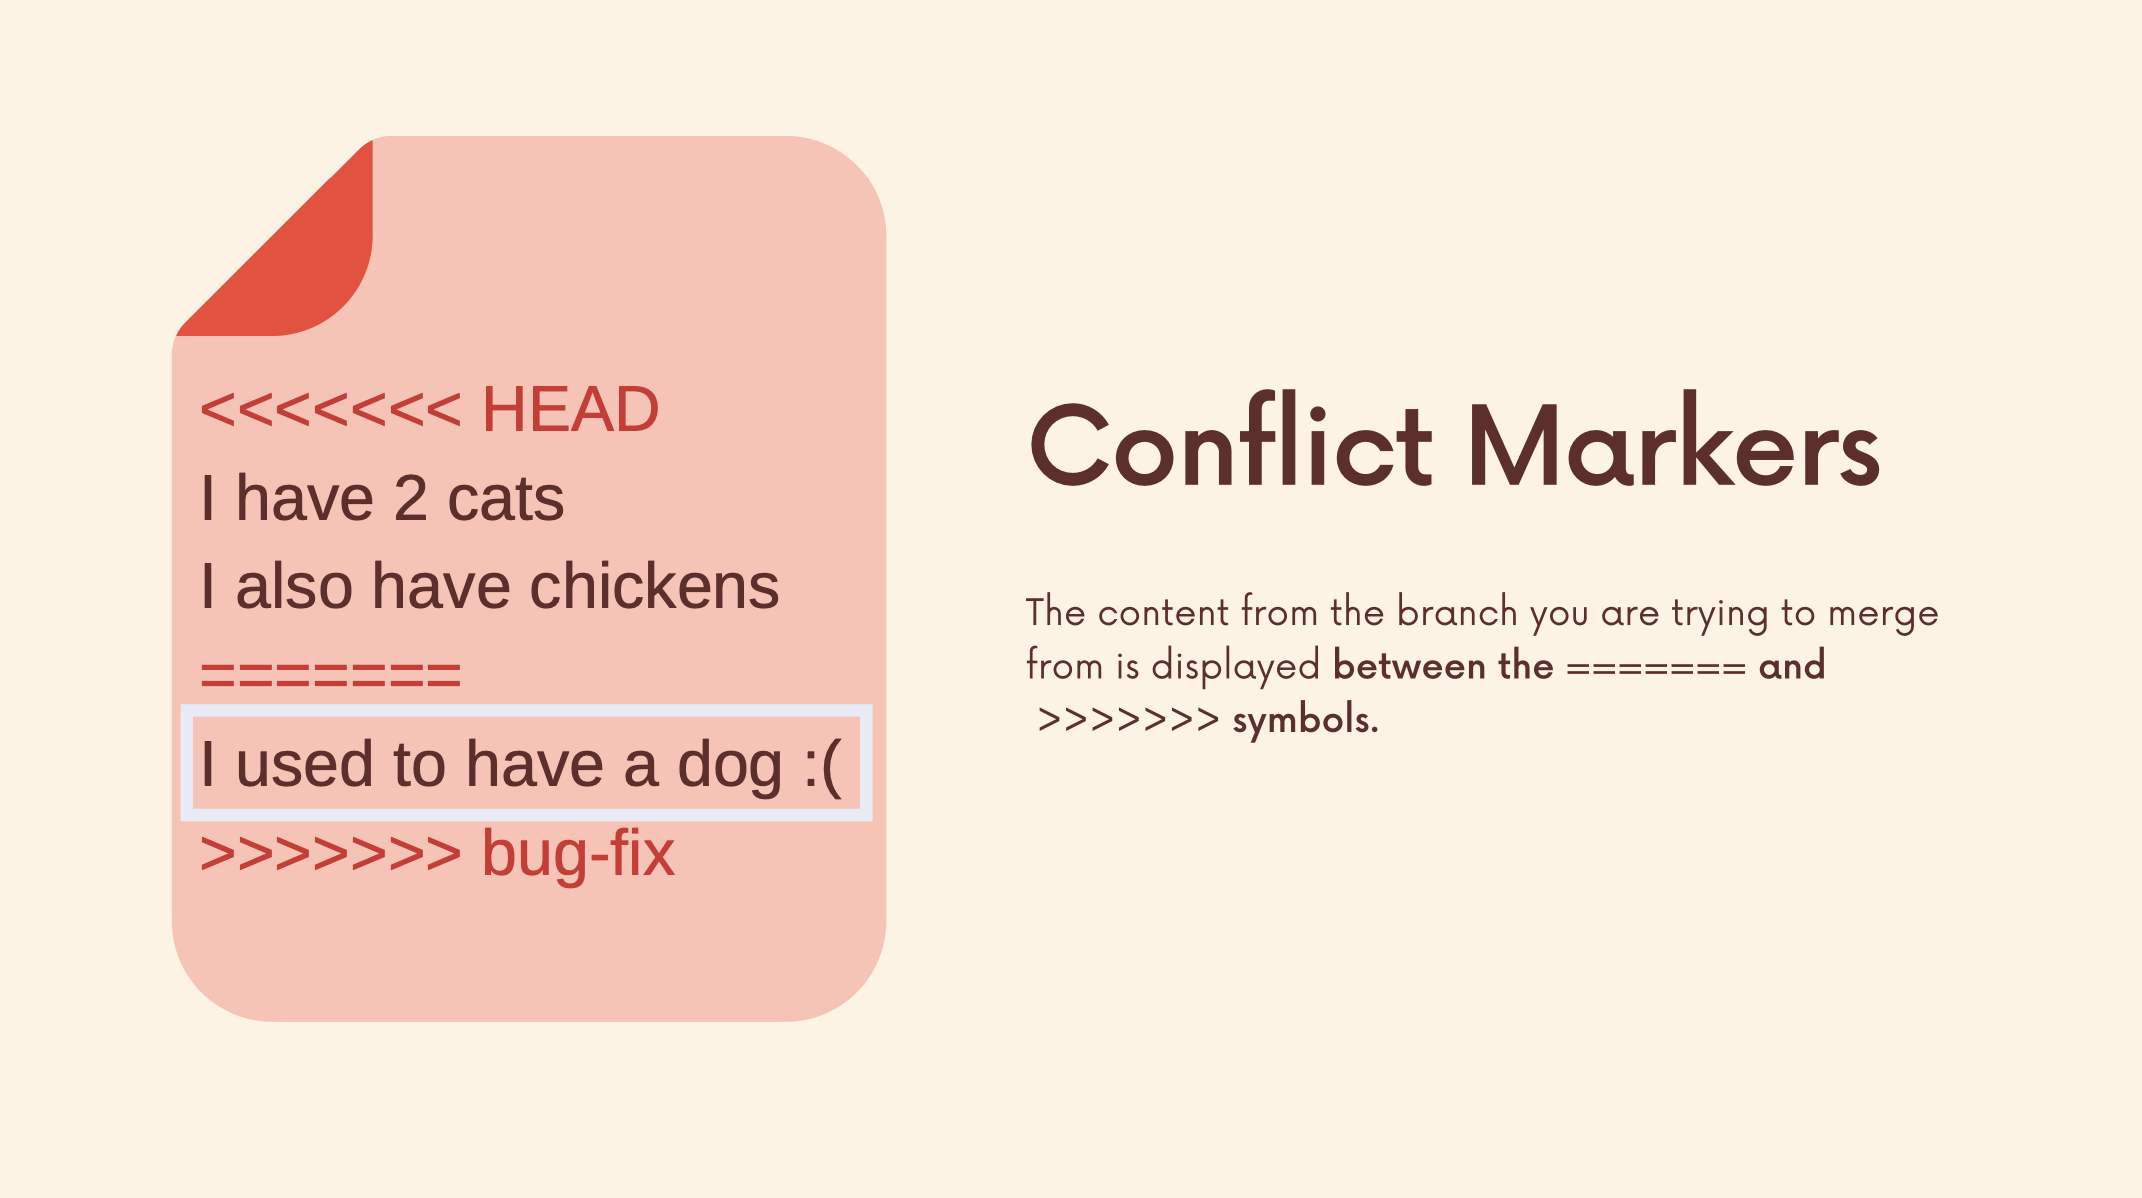 <<<<<<< HEAD
I have 2 cats
I also have chickens
=======
I used to have a dog :(
>>>>>>> bug-fix
Conflict Markers
The content from the branch you are trying to merge
from is displayed between the ======= and
>>>>>>> symbols.